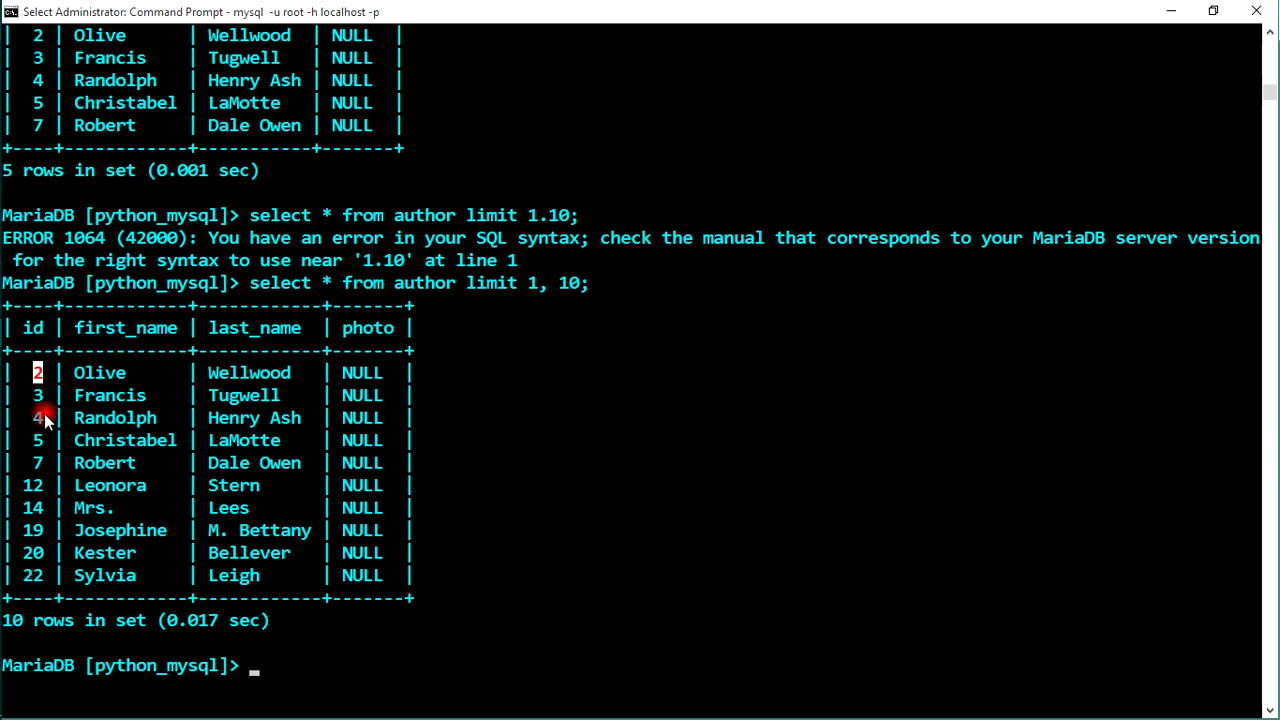 Select Administrator: Command Prompt - mysql  -u root -h localhost -p
|  2 | Olive      | Wellwood  | NULL  |
|  3 | Francis    | Tugwell   | NULL  |
|  4 | Randolph   | Henry Ash | NULL  |
|  5 | Christabel | LaMotte   | NULL  |
|  7 | Robert     | Dale Owen | NULL  |
+----+------------+-----------+-------+
5 rows in set (0.001 sec)
MariaDB [python_mysql]> select * from author limit 1.10;
ERROR 1064 (42000): You have an error in your SQL syntax; check the manual that corresponds to your MariaDB server version
 for the right syntax to use near '1.10' at line 1
MariaDB [python_mysql]> select * from author limit 1, 10;
+----+------------+------------+-------+
| id | first_name | last_name  | photo |
+----+------------+------------+-------+
|  2 | Olive      | Wellwood   | NULL  |
|  3 | Francis    | Tugwell    | NULL  |
|  4 | Randolph   | Henry Ash  | NULL  |
|  5 | Christabel | LaMotte    | NULL  |
|  7 | Robert     | Dale Owen  | NULL  |
| 12 | Leonora    | Stern      | NULL  |
| 14 | Mrs.       | Lees       | NULL  |
| 19 | Josephine  | M. Bettany | NULL  |
| 20 | Kester     | Bellever   | NULL  |
| 22 | Sylvia     | Leigh      | NULL  |
+----+------------+------------+-------+
10 rows in set (0.017 sec)
MariaDB [python_mysql]> _